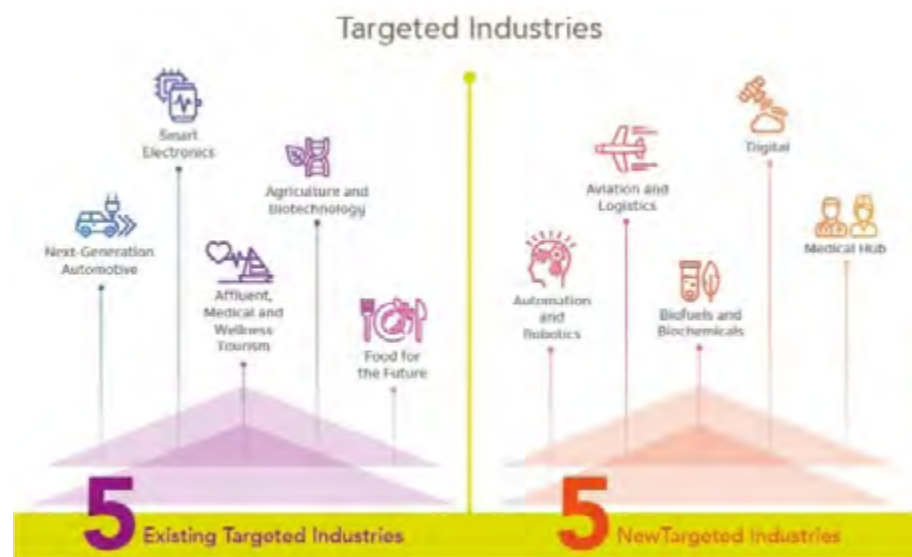 Targeted Industries
Smart
Electronics
Agriculture and
Biotechnology
Next-Generation
Automotive
Affluent,
Medical and
Wellness
Tourism
Food for
the Future
5 Existing Targeted Industries
Digital
Aviation and
Logistics
Medical Hub
Automation
and
Robotics
Biofuels and
Biochemicals
5 NewTargeted Industries